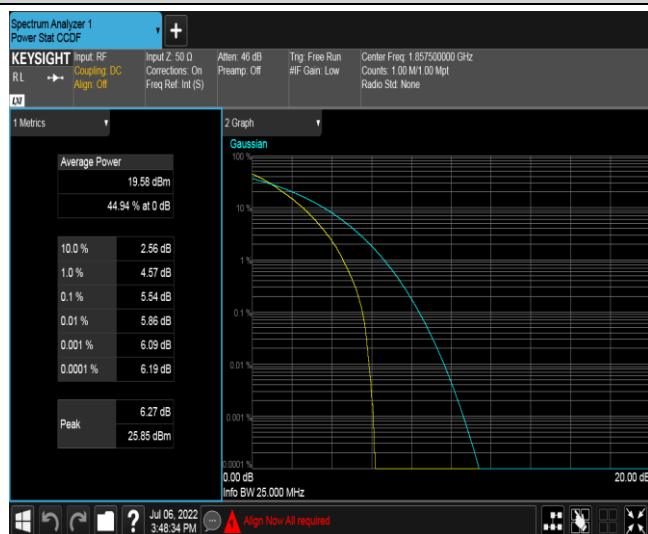 Spectrum Analyzer 1
Power Stat CCDF
+
KEYSIGHT
RL
LXI
Input: RF
Coupling: DC
Align: Off
Input Z: 50 Ω
Corrections: On
Freq Ref: Int (S)
Atten: 46 dB
Preamp: Off
Trig: Free Run
#IF Gain: Low
Center Freq: 1.857500000 GHz
Counts: 1.00 M/1.00 Mpt
Radio Std: None
1 Metrics
Average Power
19.58 dBm
44.94 % at 0 dB
10.0 % 2.56 dB
1.0 % 4.57 dB
0.1 % 5.54 dB
0.01 % 5.86 dB
0.001 % 6.09 dB
0.0001 % 6.19 dB
Peak
6.27 dB
25.85 dBm
2 Graph
Gaussian
100 %
10 %
1 %
0.1 %
0.01 %
0.001 %
0.0001 %
0.00 dB
20.00 dB
Info BW 25.000 MHz
?
Jul 06, 2022
3:48:34 PM
Align Now All required